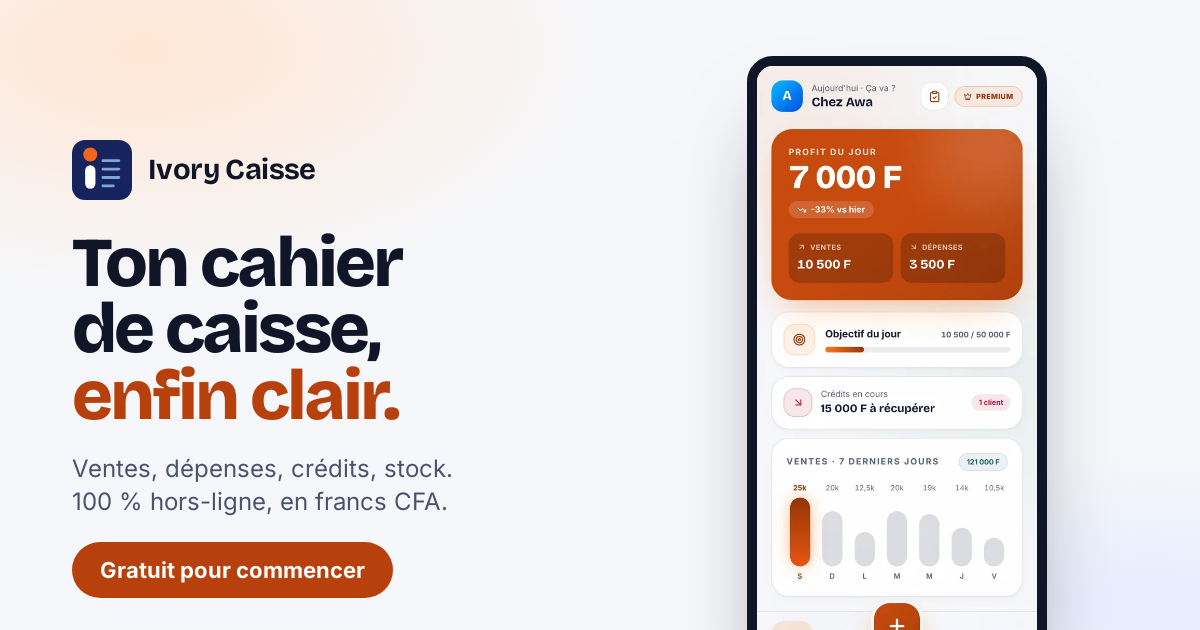 Ivory Caisse
Ton cahier
de caisse,
enfin clair.
Ventes, dépenses, crédits, stock.
100 % hors-ligne, en francs CFA.
Gratuit pour commencer
A
Aujourd'hui · Ça va ?
Chez Awa
PREMIUM
PROFIT DU JOUR
7 000 F
-33% vs hier
VENTES
10 500 F
DÉPENSES
3 500 F
Objectif du jour
10 500 / 50 000 F
Crédits en cours
15 000 F à récupérer
1 client
VENTES · 7 DERNIERS JOURS
121 000 F
25k 20k 12,5k 20k 19k 14k 10,5k
S D L M M J V
+